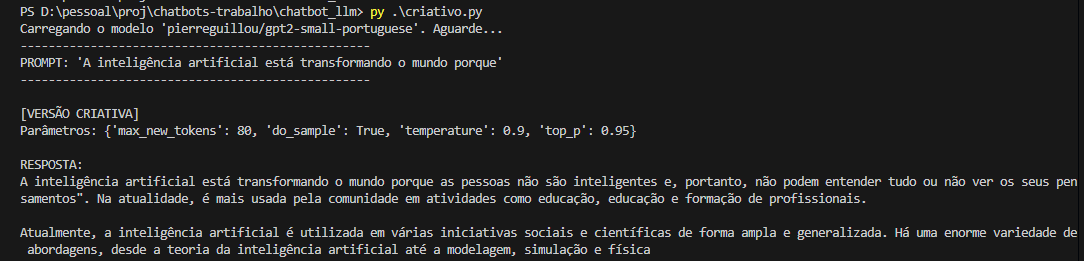 PS D:\pessoal\proj\chatbots-trabalho\chatbot_llm> py .\criativo.py
Carregando o modelo 'pierreguillou/gpt2-small-portuguese'. Aguarde...
--------------------------------------------------
PROMPT: 'A inteligência artificial está transformando o mundo porque'
--------------------------------------------------
[VERSÃO CRIATIVA]
Parâmetros: {'max_new_tokens': 80, 'do_sample': True, 'temperature': 0.9, 'top_p': 0.95}
RESPOSTA:
A inteligência artificial está transformando o mundo porque as pessoas não são inteligentes e, portanto, não podem entender tudo ou não ver os seus pen
samentos". Na atualidade, é mais usada pela comunidade em atividades como educação, educação e formação de profissionais.
Atualmente, a inteligência artificial é utilizada em várias iniciativas sociais e científicas de forma ampla e generalizada. Há uma enorme variedade de
abordagens, desde a teoria da inteligência artificial até a modelagem, simulação e física